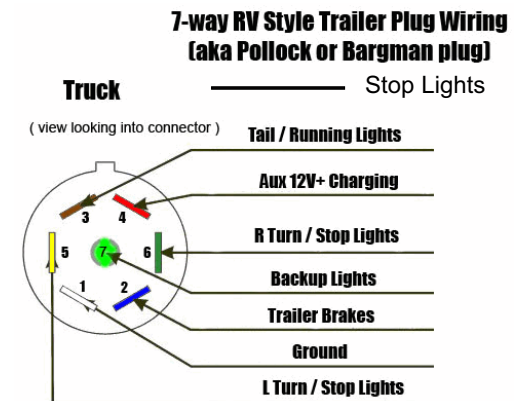 7-way RV Style Trailer Plug Wiring
(aka Pollock or Bargman plug)
Truck
Stop Lights
( view looking into connector )
Tail / Running Lights
Aux 12V+ Charging
R Turn / Stop Lights
Backup Lights
Trailer Brakes
Ground
L Turn / Stop Lights
3
4
5
7
6
1
2